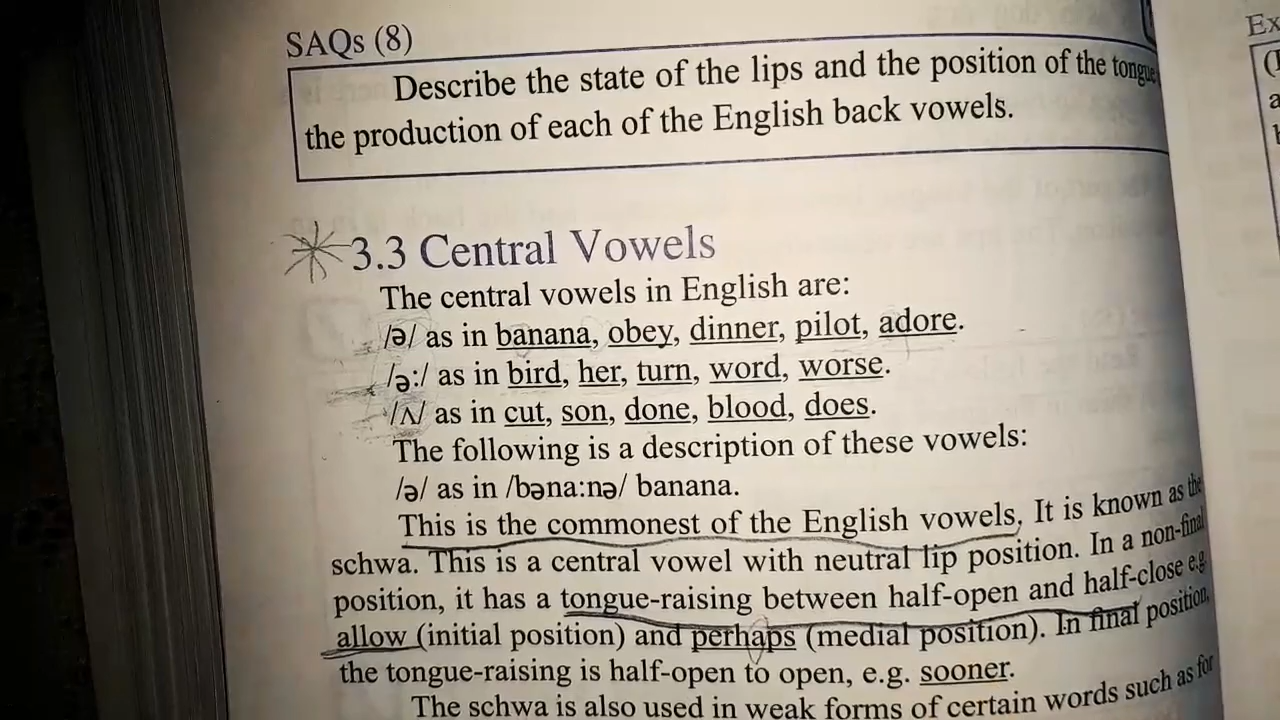 SAQs (8)
Describe the state of the lips and the position of the tongue
the production of each of the English back vowels.
3.3 Central Vowels
The central vowels in English are:
/ə/ as in banana, obey, dinner, pilot, adore.
/ə:/ as in bird, her, turn, word, worse.
/ʌ/ as in cut, son, done, blood, does.
The following is a description of these vowels:
/ə/ as in /bəna:nə/ banana.
This is the commonest of the English vowels, It is known as the
schwa. This is a central vowel with neutral lip position. In a non-final
position, it has a tongue-raising between half-open and half-close e.g
allow (initial position) and perhaps (medial position). In final position,
the tongue-raising is half-open to open, e.g. sooner.
The schwa is also used in weak forms of certain words such as for
Ex